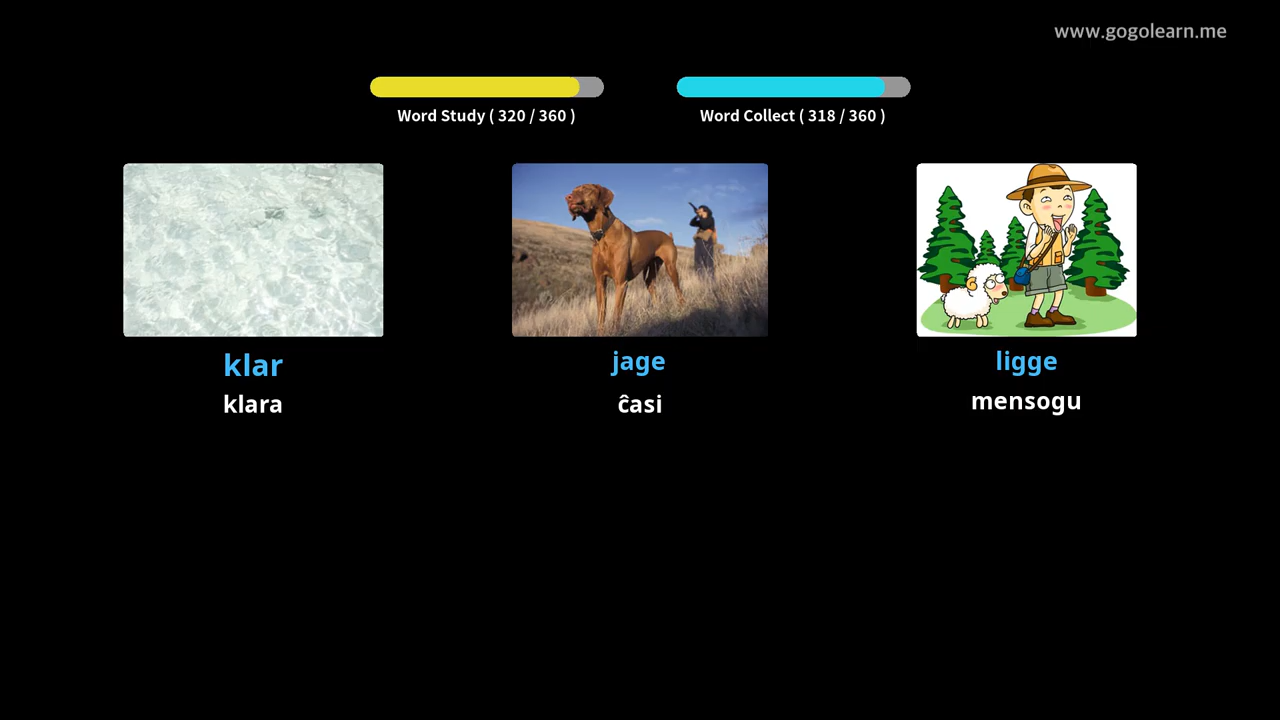 www.gogolearn.me
Word Study ( 320 / 360 )
Word Collect ( 318 / 360 )
klar
jage
ligge
klara
ĉasi
mensogu